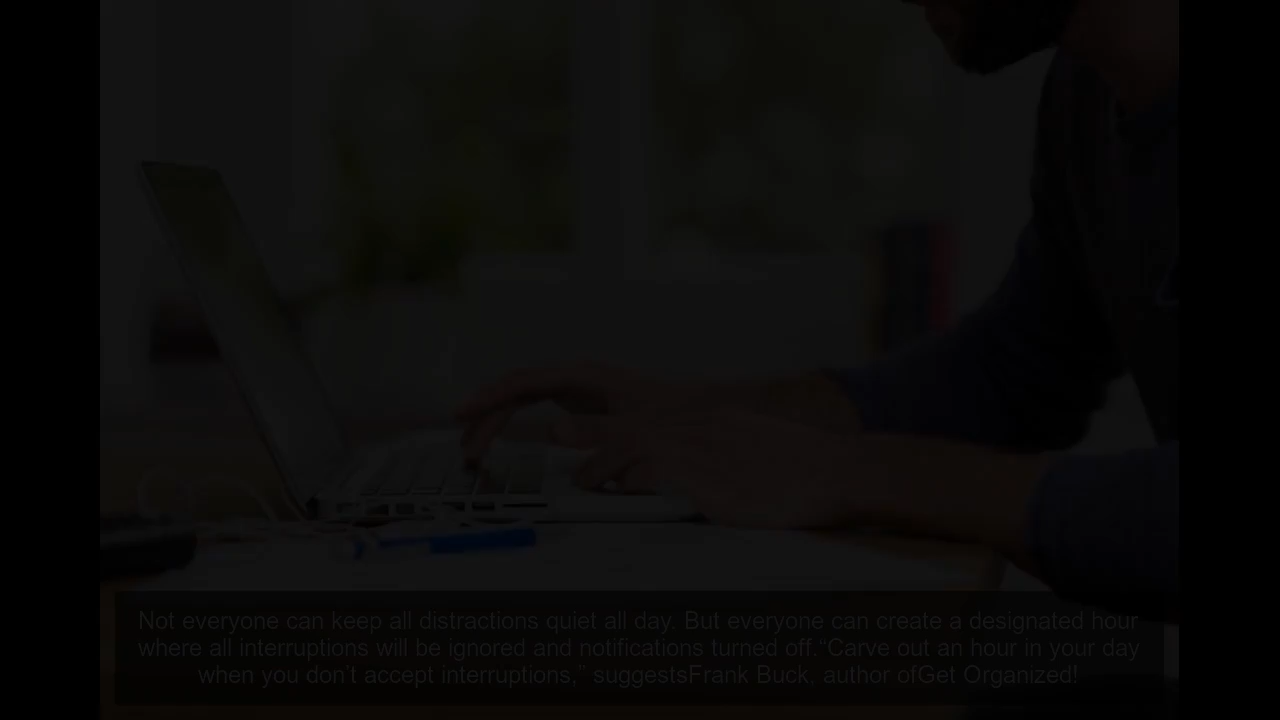 Not everyone can keep all distractions quiet all day. But everyone can create a designated hour
where all interruptions will be ignored and notifications turned off.“Carve out an hour in your day
when you don’t accept interruptions,” suggestsFrank Buck, author ofGet Organized!